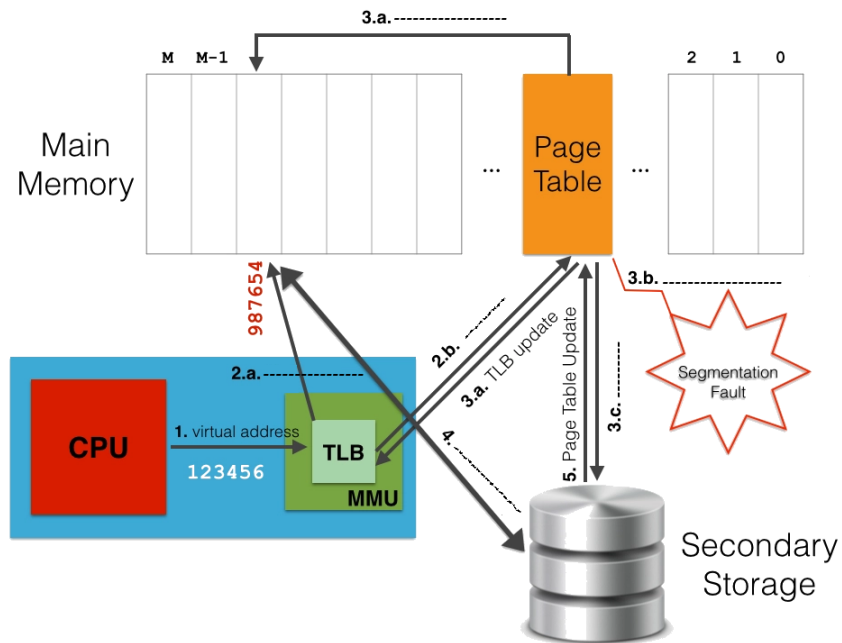 3.a. ------------------
M M-1
2 1 0
Main
Memory
...
Page
Table
...
987654
3.b. ------------------
2.b. ----------
3.a. TLB update
5. Page Table Update
3.c. ----------
Segmentation
Fault
2.a. ------------------
CPU
1. virtual address
123456
TLB
MMU
4. ----------
Secondary
Storage